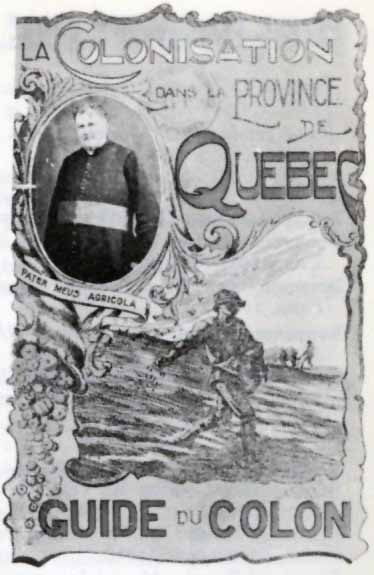 LA COLONISATION
DANS LA PROVINCE
DE
QUEBEC
PATER MEUS AGRICOLA
GUIDE DU COLON